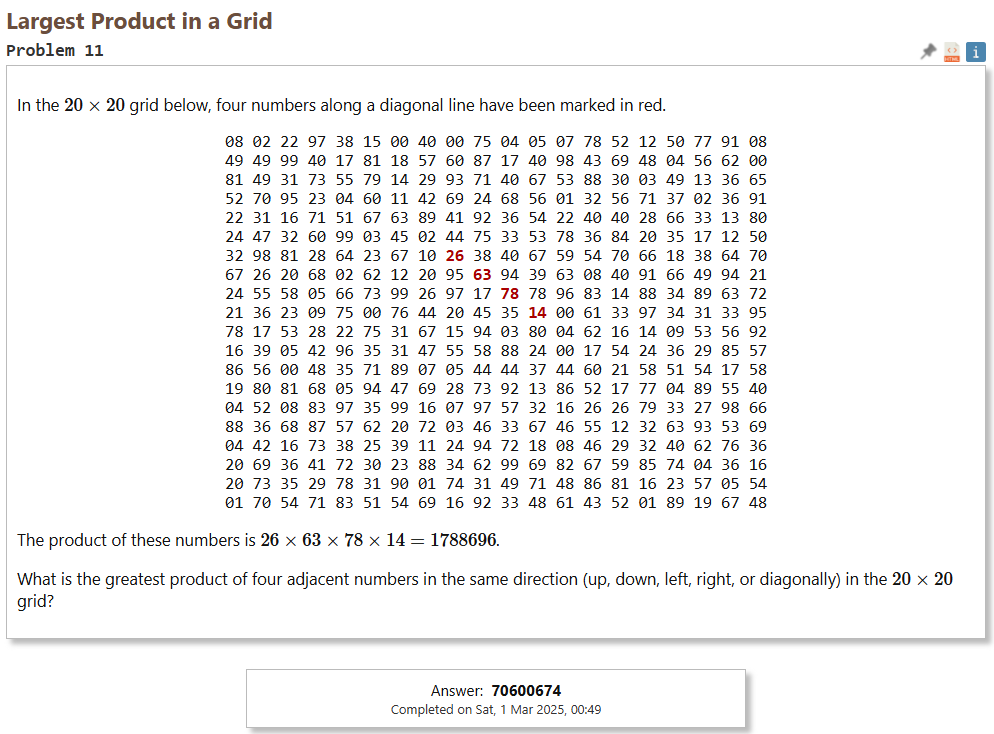 Largest Product in a Grid
Problem 11
In the 20 × 20 grid below, four numbers along a diagonal line have been marked in red.
08 02 22 97 38 15 00 40 00 75 04 05 07 78 52 12 50 77 91 08
49 49 99 40 17 81 18 57 60 87 17 40 98 43 69 48 04 56 62 00
81 49 31 73 55 79 14 29 93 71 40 67 53 88 30 03 49 13 36 65
52 70 95 23 04 60 11 42 69 24 68 56 01 32 56 71 37 02 36 91
22 31 16 71 51 67 63 89 41 92 36 54 22 40 40 28 66 33 13 80
24 47 32 60 99 03 45 02 44 75 33 53 78 36 84 20 35 17 12 50
32 98 81 28 64 23 67 10 26 38 40 67 59 54 70 66 18 38 64 70
67 26 20 68 02 62 12 20 95 63 94 39 63 08 40 91 66 49 94 21
24 55 58 05 66 73 99 26 97 17 78 78 96 83 14 88 34 89 63 72
21 36 23 09 75 00 76 44 20 45 35 14 00 61 33 97 34 31 33 95
78 17 53 28 22 75 31 67 15 94 03 80 04 62 16 14 09 53 56 92
16 39 05 42 96 35 31 47 55 58 88 24 00 17 54 24 36 29 85 57
86 56 00 48 35 71 89 07 05 44 44 37 44 60 21 58 51 54 17 58
19 80 81 68 05 94 47 69 28 73 92 13 86 52 17 77 04 89 55 40
04 52 08 83 97 35 99 16 07 97 57 32 16 26 26 79 33 27 98 66
88 36 68 87 57 62 20 72 03 46 33 67 46 55 12 32 63 93 53 69
04 42 16 73 38 25 39 11 24 94 72 18 08 46 29 32 40 62 76 36
20 69 36 41 72 30 23 88 34 62 99 69 82 67 59 85 74 04 36 16
20 73 35 29 78 31 90 01 74 31 49 71 48 86 81 16 23 57 05 54
01 70 54 71 83 51 54 69 16 92 33 48 61 43 52 01 89 19 67 48
The product of these numbers is 26 × 63 × 78 × 14 = 1788696.
What is the greatest product of four adjacent numbers in the same direction (up, down, left, right, or diagonally) in the 20 × 20
grid?
Answer: 70600674
Completed on Sat, 1 Mar 2025, 00:49